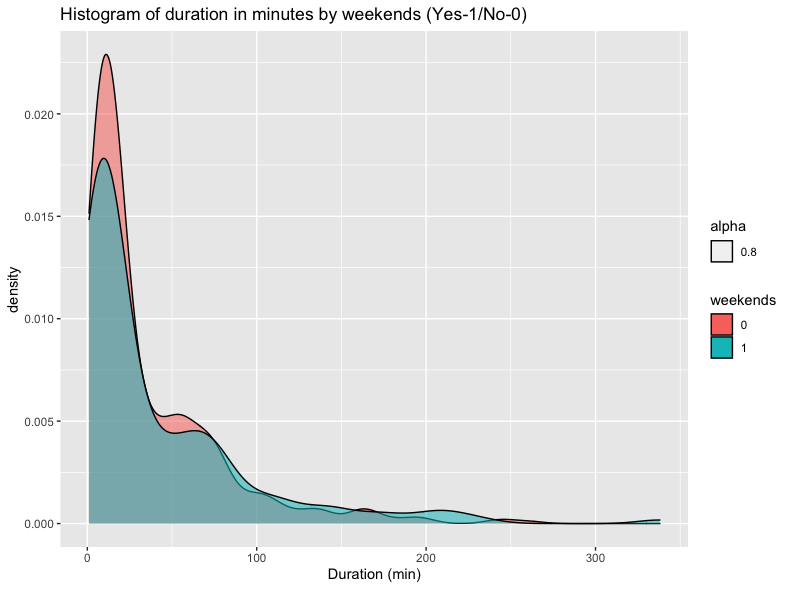 Histogram of duration in minutes by weekends (Yes-1/No-0)
0.020
0.015
0.010
0.005
0.000
density
0
100
200
300
Duration (min)
alpha
0.8
weekends
0
1